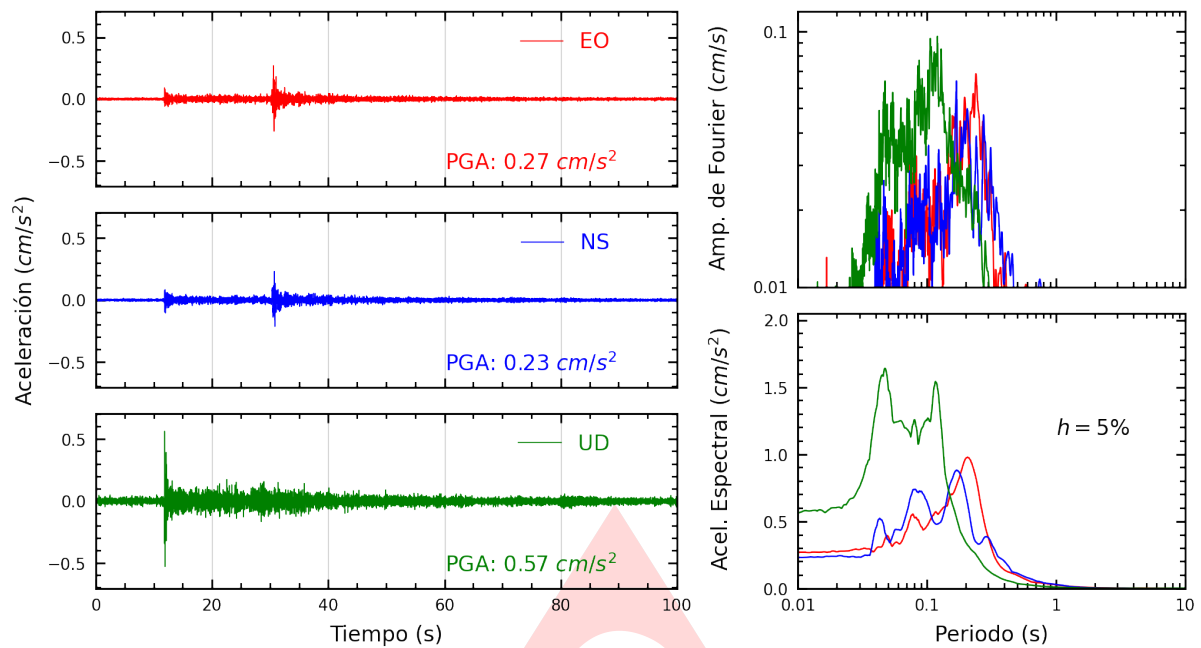 Aceleración (cm/s²)
0.5
0.0
−0.5
EO
PGA: 0.27 cm/s²
0.5
0.0
−0.5
NS
PGA: 0.23 cm/s²
0.5
0.0
−0.5
UD
PGA: 0.57 cm/s²
0 20 40 60 80 100
Tiempo (s)
Amp. de Fourier (cm/s)
0.1
0.01
Acel. Espectral (cm/s²)
2.0
1.5
1.0
0.5
0.0
h = 5%
0.01 0.1 1 10
Periodo (s)